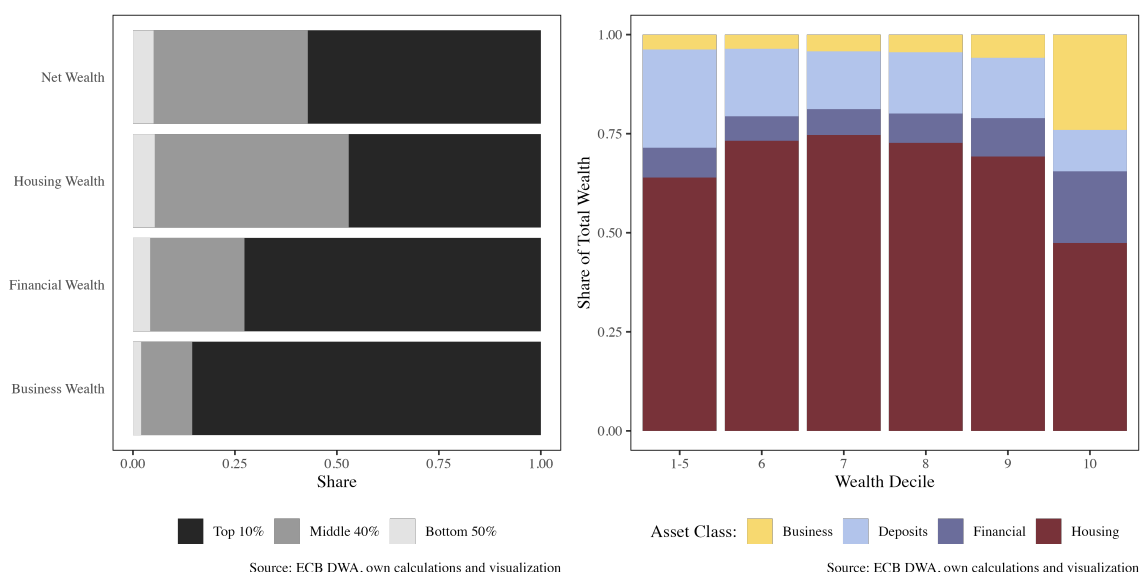 Net Wealth
Housing Wealth
Financial Wealth
Business Wealth
0.00 0.25 0.50 0.75 1.00
Share
Top 10% Middle 40% Bottom 50%
Source: ECB DWA, own calculations and visualization
Share of Total Wealth
1.00
0.75
0.50
0.25
0.00
1-5 6 7 8 9 10
Wealth Decile
Asset Class: Business Deposits Financial Housing
Source: ECB DWA, own calculations and visualization